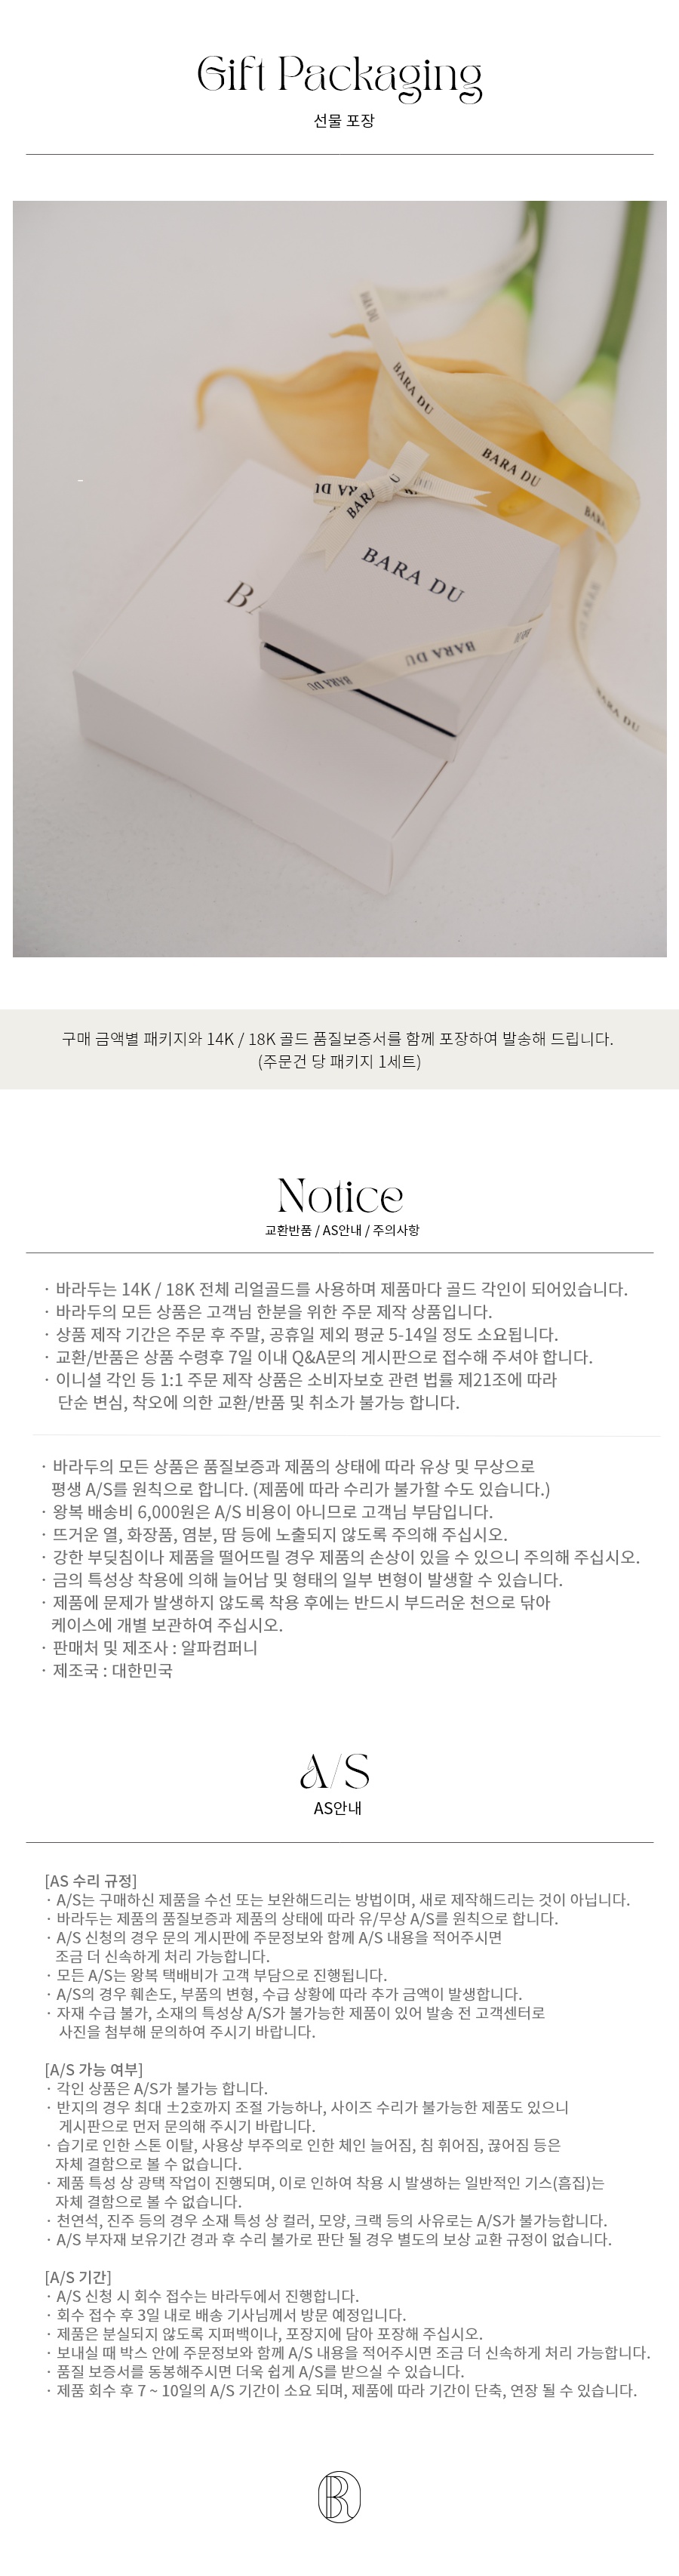 Gift Packaging
선물 포장
BARA DU
BARA DU
BARA DU
BARA DU
BARA
BARA
BARA DU
B
BARA DU
BARA DU
BARA DU
구매 금액별 패키지와 14K / 18K 골드 품질보증서를 함께 포장하여 발송해 드립니다.
(주문건 당 패키지 1세트)
Notice
교환반품 / AS안내 / 주의사항
· 바라두는 14K / 18K 전체 리얼골드를 사용하며 제품마다 골드 각인이 되어있습니다.
· 바라두의 모든 상품은 고객님 한분을 위한 주문 제작 상품입니다.
· 상품 제작 기간은 주문 후 주말, 공휴일 제외 평균 5-14일 정도 소요됩니다.
· 교환/반품은 상품 수령후 7일 이내 Q&A문의 게시판으로 접수해 주셔야 합니다.
· 이니셜 각인 등 1:1 주문 제작 상품은 소비자보호 관련 법률 제21조에 따라
단순 변심, 착오에 의한 교환/반품 및 취소가 불가능 합니다.
· 바라두의 모든 상품은 품질보증과 제품의 상태에 따라 유상 및 무상으로
평생 A/S를 원칙으로 합니다. (제품에 따라 수리가 불가할 수도 있습니다.)
· 왕복 배송비 6,000원은 A/S 비용이 아니므로 고객님 부담입니다.
· 뜨거운 열, 화장품, 염분, 땀 등에 노출되지 않도록 주의해 주십시오.
· 강한 부딪침이나 제품을 떨어뜨릴 경우 제품의 손상이 있을 수 있으니 주의해 주십시오.
· 금의 특성상 착용에 의해 늘어남 및 형태의 일부 변형이 발생할 수 있습니다.
· 제품에 문제가 발생하지 않도록 착용 후에는 반드시 부드러운 천으로 닦아
케이스에 개별 보관하여 주십시오.
· 판매처 및 제조사 : 알파컴퍼니
· 제조국 : 대한민국
A/S
AS안내
[AS 수리 규정]
· A/S는 구매하신 제품을 수선 또는 보완해드리는 방법이며, 새로 제작해드리는 것이 아닙니다.
· 바라두는 제품의 품질보증과 제품의 상태에 따라 유/무상 A/S를 원칙으로 합니다.
· A/S 신청의 경우 문의 게시판에 주문정보와 함께 A/S 내용을 적어주시면
조금 더 신속하게 처리 가능합니다.
· 모든 A/S는 왕복 택배비가 고객 부담으로 진행됩니다.
· A/S의 경우 훼손도, 부품의 변형, 수급 상황에 따라 추가 금액이 발생합니다.
· 자재 수급 불가, 소재의 특성상 A/S가 불가능한 제품이 있어 발송 전 고객센터로
사진을 첨부해 문의하여 주시기 바랍니다.
[A/S 가능 여부]
· 각인 상품은 A/S가 불가능 합니다.
· 반지의 경우 최대 ±2호까지 조절 가능하나, 사이즈 수리가 불가능한 제품도 있으니
게시판으로 먼저 문의해 주시기 바랍니다.
· 습기로 인한 스톤 이탈, 사용상 부주의로 인한 체인 늘어짐, 침 휘어짐, 끊어짐 등은
자체 결함으로 볼 수 없습니다.
· 제품 특성 상 광택 작업이 진행되며, 이로 인하여 착용 시 발생하는 일반적인 기스(흠집)는
자체 결함으로 볼 수 없습니다.
· 천연석, 진주 등의 경우 소재 특성 상 컬러, 모양, 크랙 등의 사유로는 A/S가 불가능합니다.
· A/S 부자재 보유기간 경과 후 수리 불가로 판단 될 경우 별도의 보상 교환 규정이 없습니다.
[A/S 기간]
· A/S 신청 시 회수 접수는 바라두에서 진행합니다.
· 회수 접수 후 3일 내로 배송 기사님께서 방문 예정입니다.
· 제품은 분실되지 않도록 지퍼백이나, 포장지에 담아 포장해 주십시오.
· 보내실 때 박스 안에 주문정보와 함께 A/S 내용을 적어주시면 조금 더 신속하게 처리 가능합니다.
· 품질 보증서를 동봉해주시면 더욱 쉽게 A/S를 받으실 수 있습니다.
· 제품 회수 후 7 ~ 10일의 A/S 기간이 소요 되며, 제품에 따라 기간이 단축, 연장 될 수 있습니다.